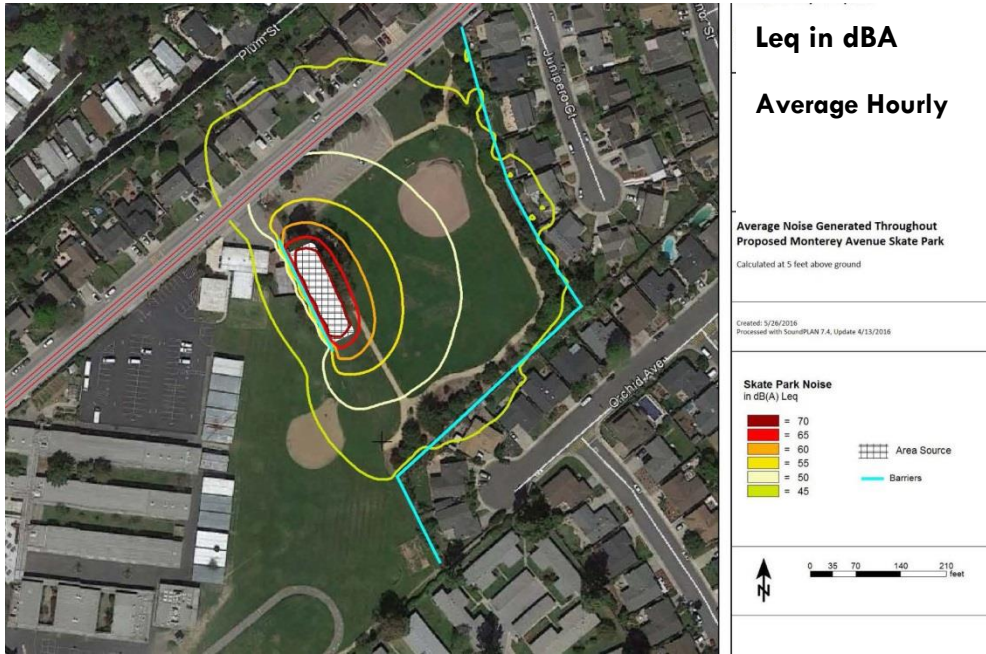 Plum St
Junipero Ct
St
Orchid Ave
Leq in dBA
Average Hourly
Average Noise Generated Throughout
Proposed Monterey Avenue Skate Park
Calculated at 5 feet above ground
Created: 5/26/2016
Processed with SoundPLAN 7.4, Update 4/13/2016
Skate Park Noise
in dB(A) Leq
= 70
= 65
= 60
= 55
= 50
= 45
Area Source
Barriers
N
0 35 70 140 210
feet